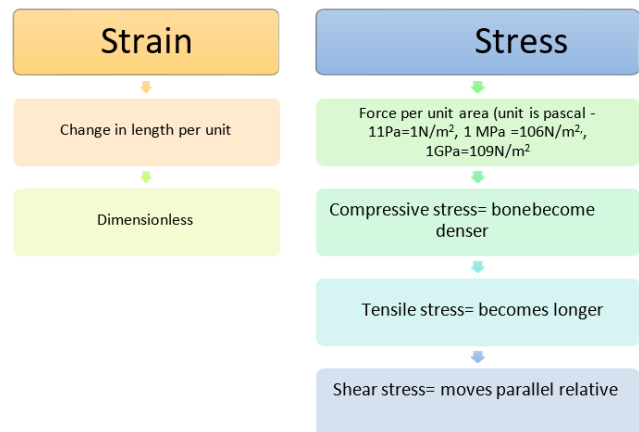 Strain
Change in length per unit
Dimensionless
Stress
Force per unit area (unit is pascal -
11Pa=1N/m², 1 MPa =106N/m²,,
1GPa=109N/m²
Compressive stress= bonebecome
denser
Tensile stress= becomes longer
Shear stress= moves parallel relative